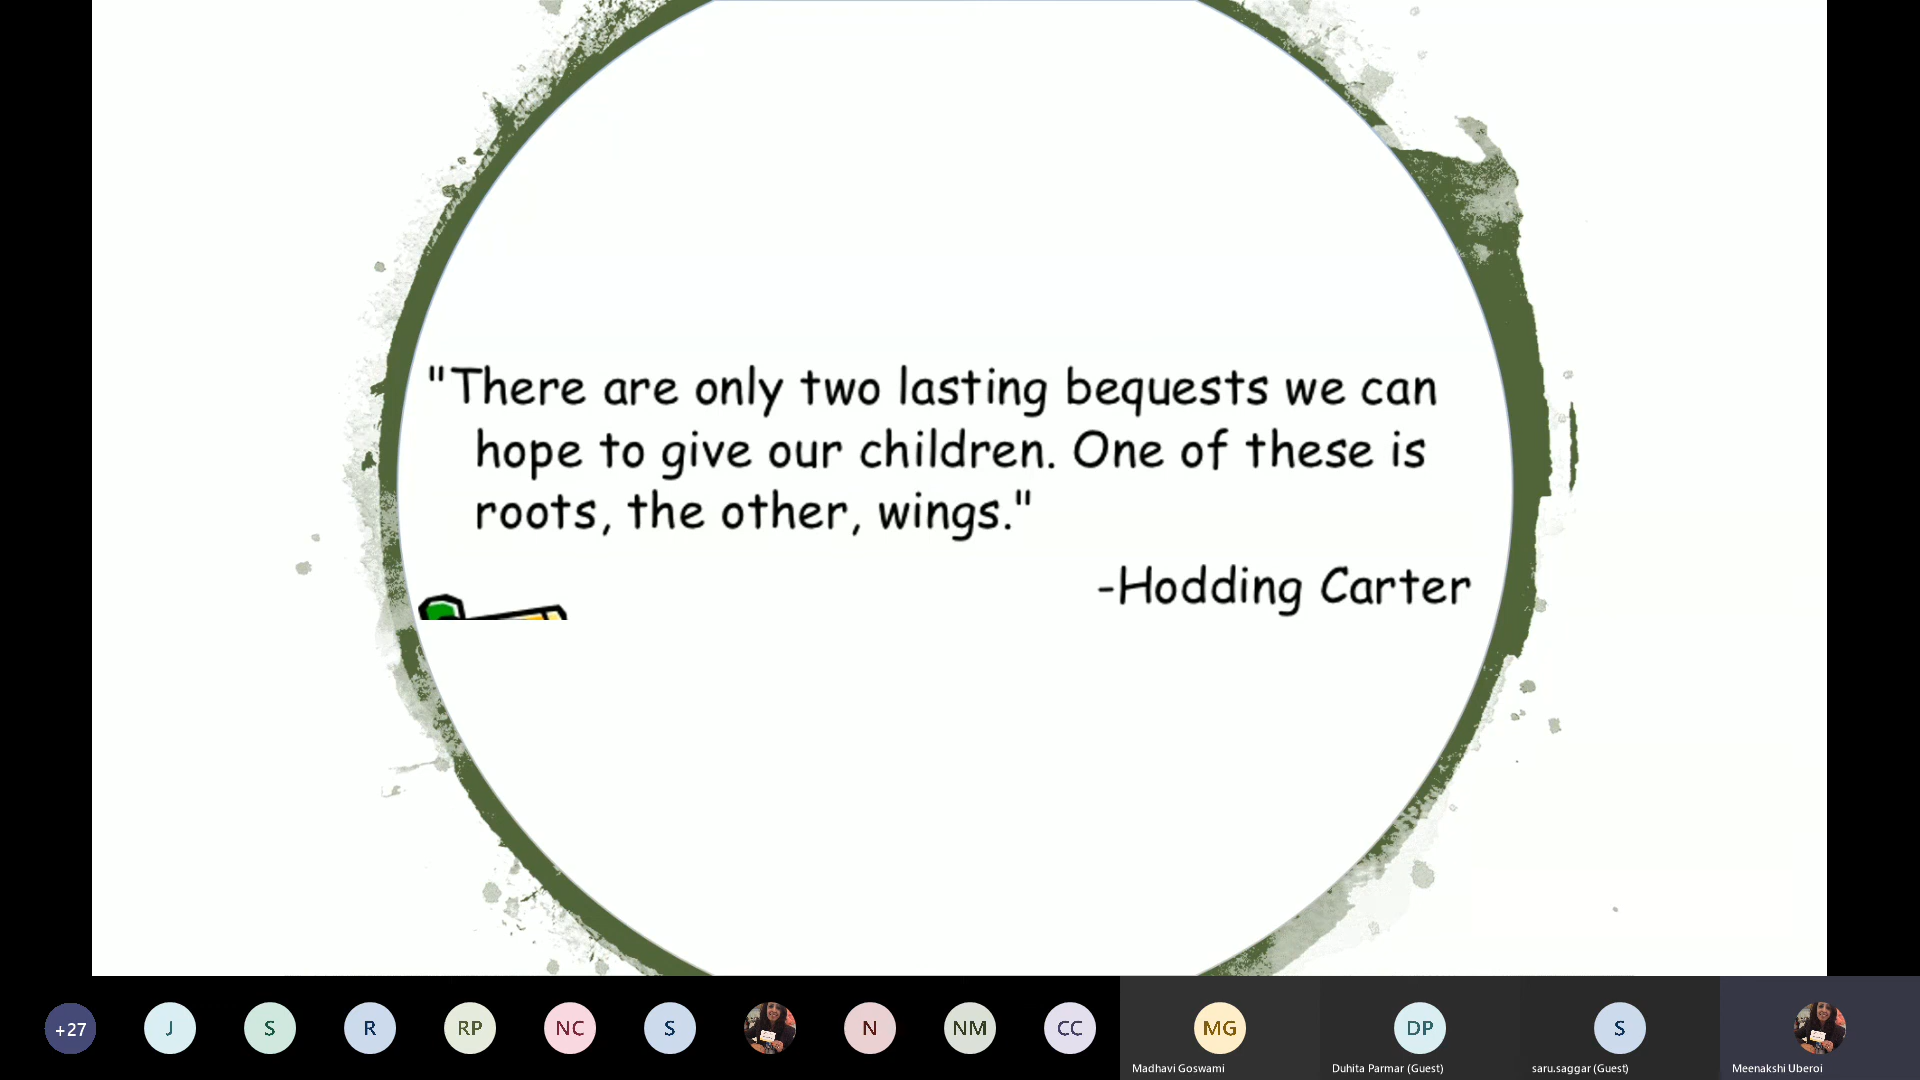 "There are only two lasting bequests we can
hope to give our children. One of these is
roots, the other, wings."
-Hodding Carter
+27
J
S
R
RP
NC
S
N
NM
CC
MG
DP
S
Madhavi Goswami
Duhita Parmar (Guest)
saru.saggar (Guest)
Meenakshi Uberoi